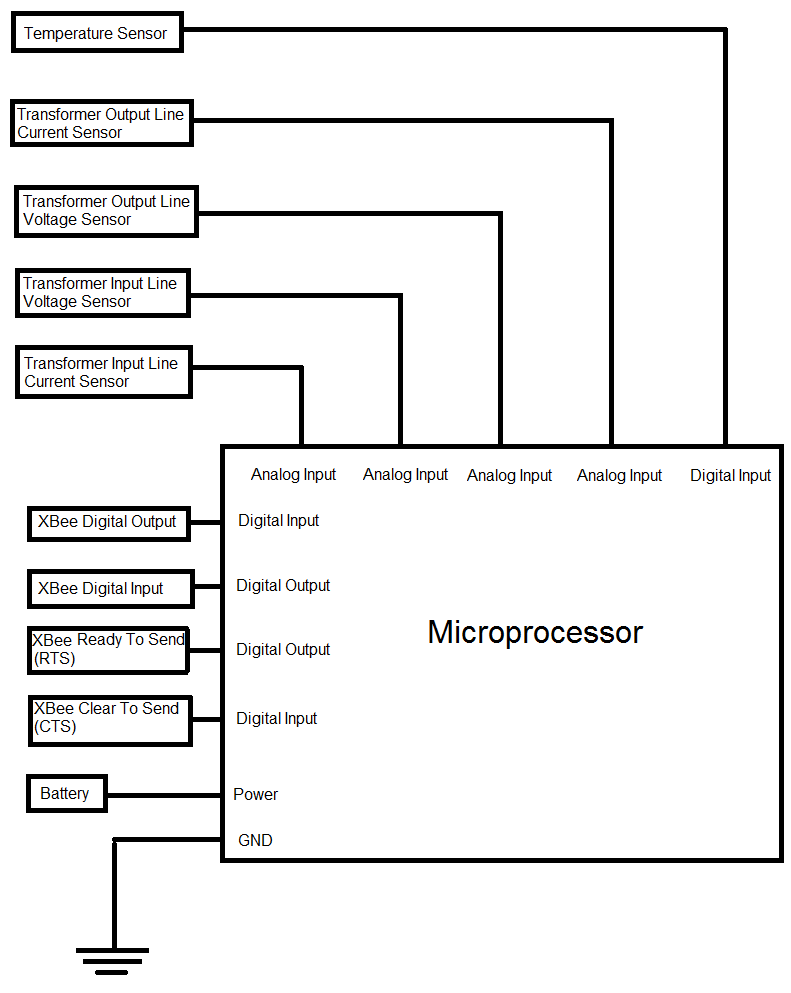 Temperature Sensor
Transformer Output Line
Current Sensor
Transformer Output Line
Voltage Sensor
Transformer Input Line
Voltage Sensor
Transformer Input Line
Current Sensor
Analog Input Analog Input Analog Input Analog Input Digital Input
XBee Digital Output Digital Input
XBee Digital Input Digital Output
Microprocessor
XBee Ready To Send
(RTS)
Digital Output
XBee Clear To Send
(CTS)
Digital Input
Battery Power
GND